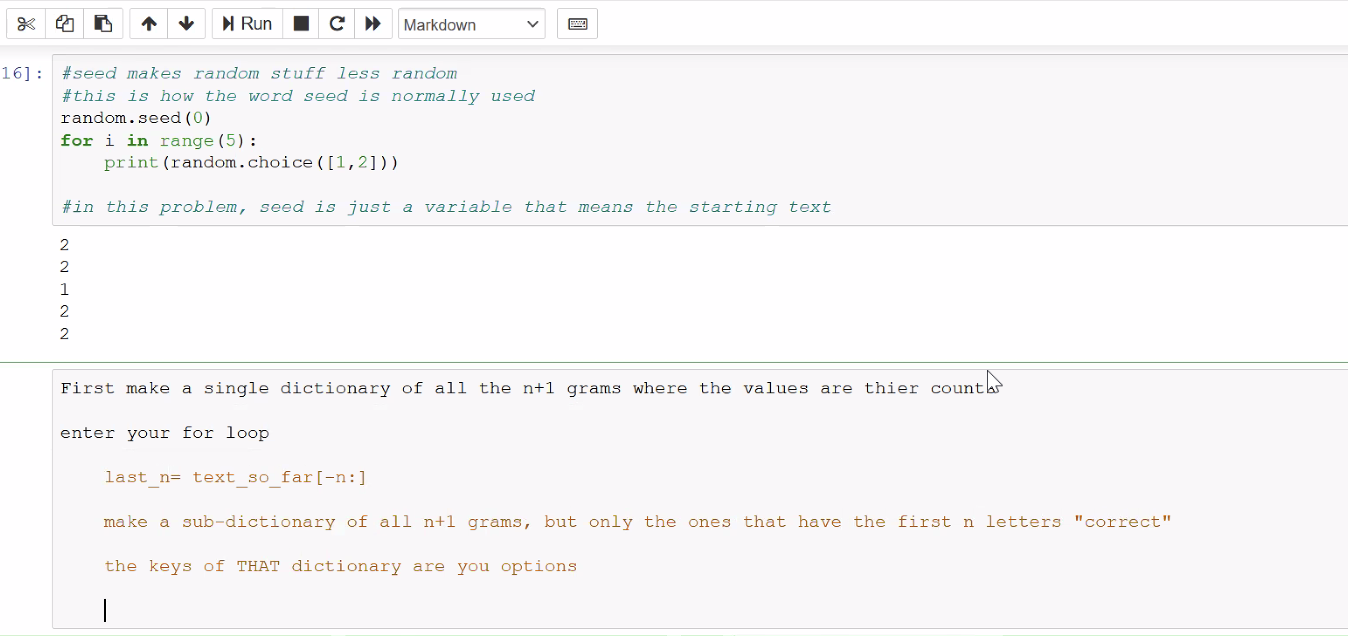 Run
Markdown
16]:
#seed makes random stuff less random
#this is how the word seed is normally used
random.seed(0)
for i in range(5):
    print(random.choice([1,2]))
#in this problem, seed is just a variable that means the starting text
2
2
1
2
2
First make a single dictionary of all the n+1 grams where the values are thier counts
enter your for loop
    last_n= text_so_far[-n:]
    make a sub-dictionary of all n+1 grams, but only the ones that have the first n letters "correct"
    the keys of THAT dictionary are you options